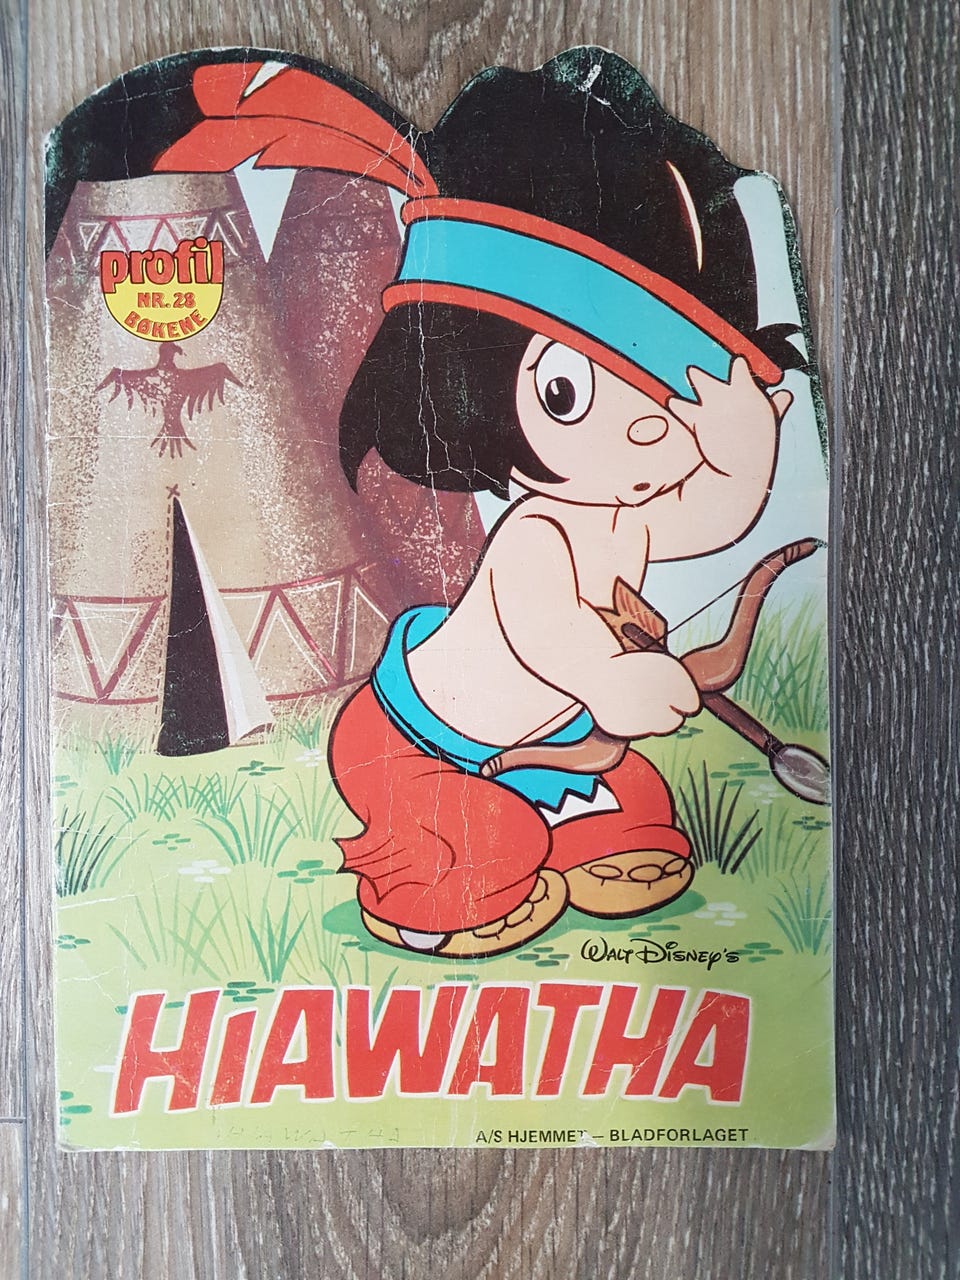 profil
NR. 28
BØKENE
WALT DISNEY'S
HIAWATHA
A/S HJEMMET – BLADFORLAGET